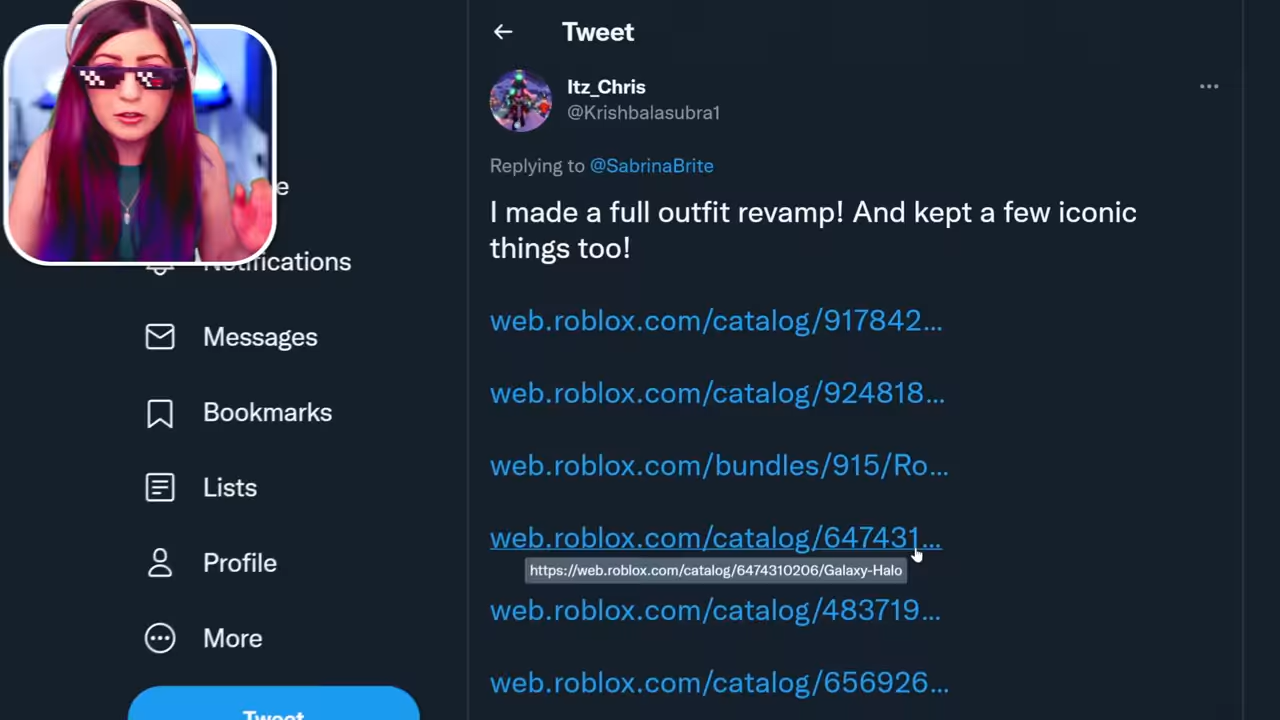 Tweet
Itz_Chris
@Krishbalasubra1
Replying to @SabrinaBrite
I made a full outfit revamp! And kept a few iconic
things too!
web.roblox.com/catalog/917842...
web.roblox.com/catalog/924818...
web.roblox.com/bundles/915/Ro...
web.roblox.com/catalog/647431...
https://web.roblox.com/catalog/6474310206/Galaxy-Halo
web.roblox.com/catalog/483719...
web.roblox.com/catalog/656926...
e
Notifications
Messages
Bookmarks
Lists
Profile
More
Tweet